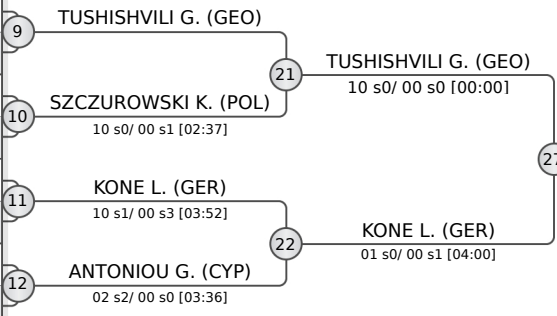 9
TUSHISHVILI G. (GEO)
21
TUSHISHVILI G. (GEO)
10 s0/ 00 s0 [00:00]
10
SZCZUROWSKI K. (POL)
10 s0/ 00 s1 [02:37]
27
11
KONE L. (GER)
10 s1/ 00 s3 [03:52]
22
KONE L. (GER)
01 s0/ 00 s1 [04:00]
12
ANTONIOU G. (CYP)
02 s2/ 00 s0 [03:36]